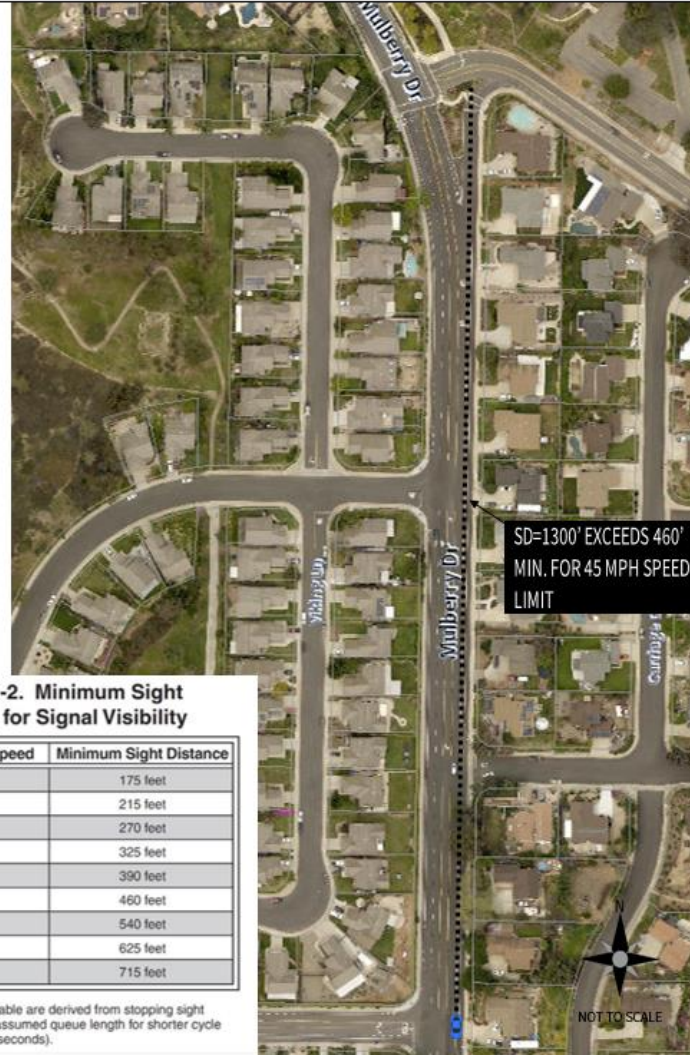 Mulberry Dr
SD=1300' EXCEEDS 460'
MIN. FOR 45 MPH SPEED
LIMIT
Mulberry Dr
Viking Ln
-2. Minimum Sight
for Signal Visibility
peed Minimum Sight Distance
175 feet
215 feet
270 feet
325 feet
390 feet
460 feet
540 feet
625 feet
715 feet
able are derived from stopping sight
assumed queue length for shorter cycle
seconds).
N
NOT TO SCALE